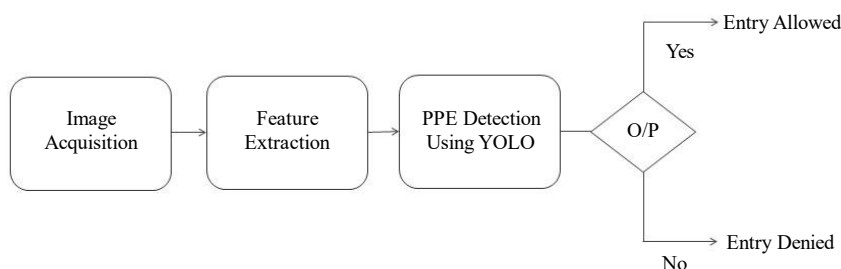 Image
Acquisition
Feature
Extraction
PPE Detection
Using YOLO
O/P
Yes
Entry Allowed
No
Entry Denied